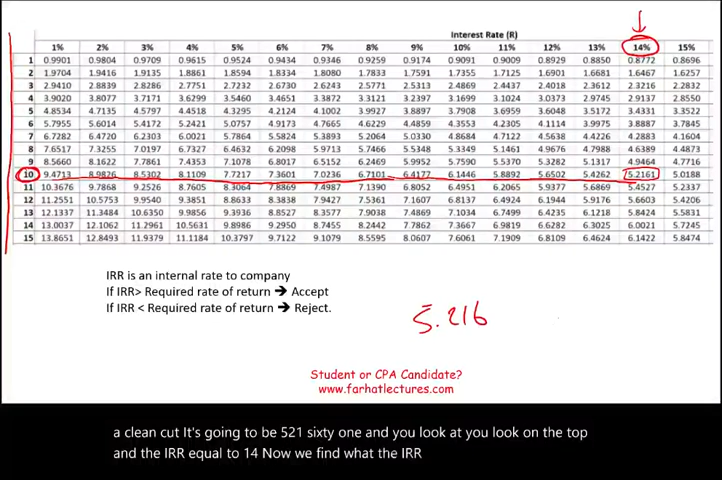 Interest Rate (R)
1% 2% 3% 4% 5% 6% 7% 8% 9% 10% 11% 12% 13% 14% 15%
1 0.9901 0.9804 0.9709 0.9615 0.9524 0.9434 0.9346 0.9259 0.9174 0.9091 0.9009 0.8929 0.8850 0.8772 0.8696
2 1.9704 1.9416 1.9135 1.8861 1.8594 1.8334 1.8080 1.7833 1.7591 1.7355 1.7125 1.6901 1.6681 1.6467 1.6257
3 2.9410 2.8839 2.8286 2.7751 2.7232 2.6730 2.6243 2.5771 2.5313 2.4869 2.4437 2.4018 2.3612 2.3216 2.2832
4 3.9020 3.8077 3.7171 3.6299 3.5460 3.4651 3.3872 3.3121 3.2397 3.1699 3.1024 3.0373 2.9745 2.9137 2.8550
5 4.8534 4.7135 4.5797 4.4518 4.3295 4.2124 4.1002 3.9927 3.8897 3.7908 3.6959 3.6048 3.5172 3.4331 3.3522
6 5.7955 5.6014 5.4172 5.2421 5.0757 4.9173 4.7665 4.6229 4.4859 4.3553 4.2305 4.1114 3.9975 3.8887 3.7845
7 6.7282 6.4720 6.2303 6.0021 5.7864 5.5824 5.3893 5.2064 5.0330 4.8684 4.7122 4.5638 4.4226 4.2883 4.1604
8 7.6517 7.3255 7.0197 6.7327 6.4632 6.2098 5.9713 5.7466 5.5348 5.3349 5.1461 4.9676 4.7988 4.6389 4.4873
9 8.5660 8.1622 7.7861 7.4353 7.1078 6.8017 6.5152 6.2469 5.9952 5.7590 5.5370 5.3282 5.1317 4.9464 4.7716
10 9.4713 8.9826 8.5302 8.1109 7.7217 7.3601 7.0236 6.7101 6.4177 6.1446 5.8892 5.6502 5.4262 5.2161 5.0188
11 10.3676 9.7868 9.2526 8.7605 8.3064 7.8869 7.4987 7.1390 6.8052 6.4951 6.2065 5.9377 5.6869 5.4527 5.2337
12 11.2551 10.5753 9.9540 9.3851 8.8633 8.3838 7.9427 7.5361 7.1607 6.8137 6.4924 6.1944 5.9176 5.6603 5.4206
13 12.1337 11.3484 10.6350 9.9856 9.3936 8.8527 8.3577 7.9038 7.4869 7.1034 6.7499 6.4235 6.1218 5.8424 5.5831
14 13.0037 12.1062 11.2961 10.5631 9.8986 9.2950 8.7455 8.2442 7.7862 7.3667 6.9819 6.6282 6.3025 6.0021 5.7245
15 13.8651 12.8493 11.9379 11.1184 10.3797 9.7122 9.1079 8.5595 8.0607 7.6061 7.1909 6.8109 6.4624 6.1422 5.8474
IRR is an internal rate to company
If IRR> Required rate of return ➔ Accept
If IRR < Required rate of return ➔ Reject.
5.216
Student or CPA Candidate?
www.farhatlectures.com
a clean cut It's going to be 521 sixty one and you look at you look on the top
and the IRR equal to 14 Now we find what the IRR